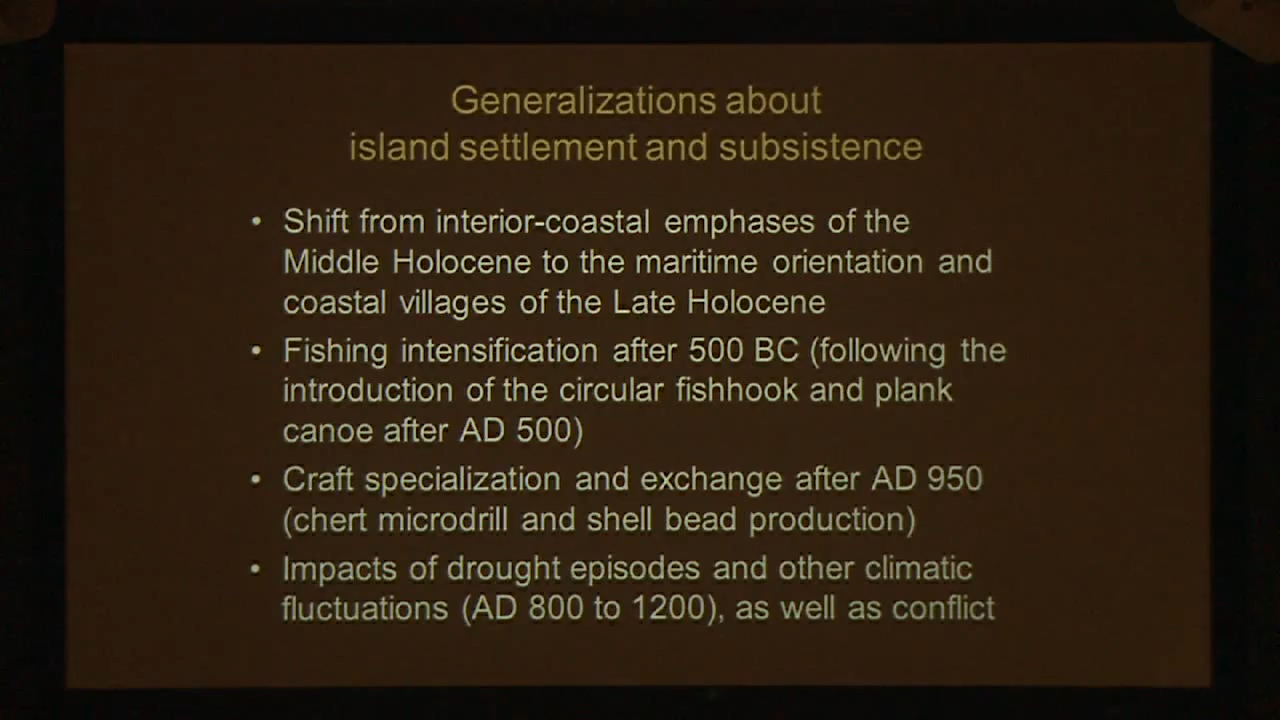 Generalizations about
island settlement and subsistence
• Shift from interior-coastal emphases of the
Middle Holocene to the maritime orientation and
coastal villages of the Late Holocene
• Fishing intensification after 500 BC (following the
introduction of the circular fishhook and plank
canoe after AD 500)
• Craft specialization and exchange after AD 950
(chert microdrill and shell bead production)
• Impacts of drought episodes and other climatic
fluctuations (AD 800 to 1200), as well as conflict